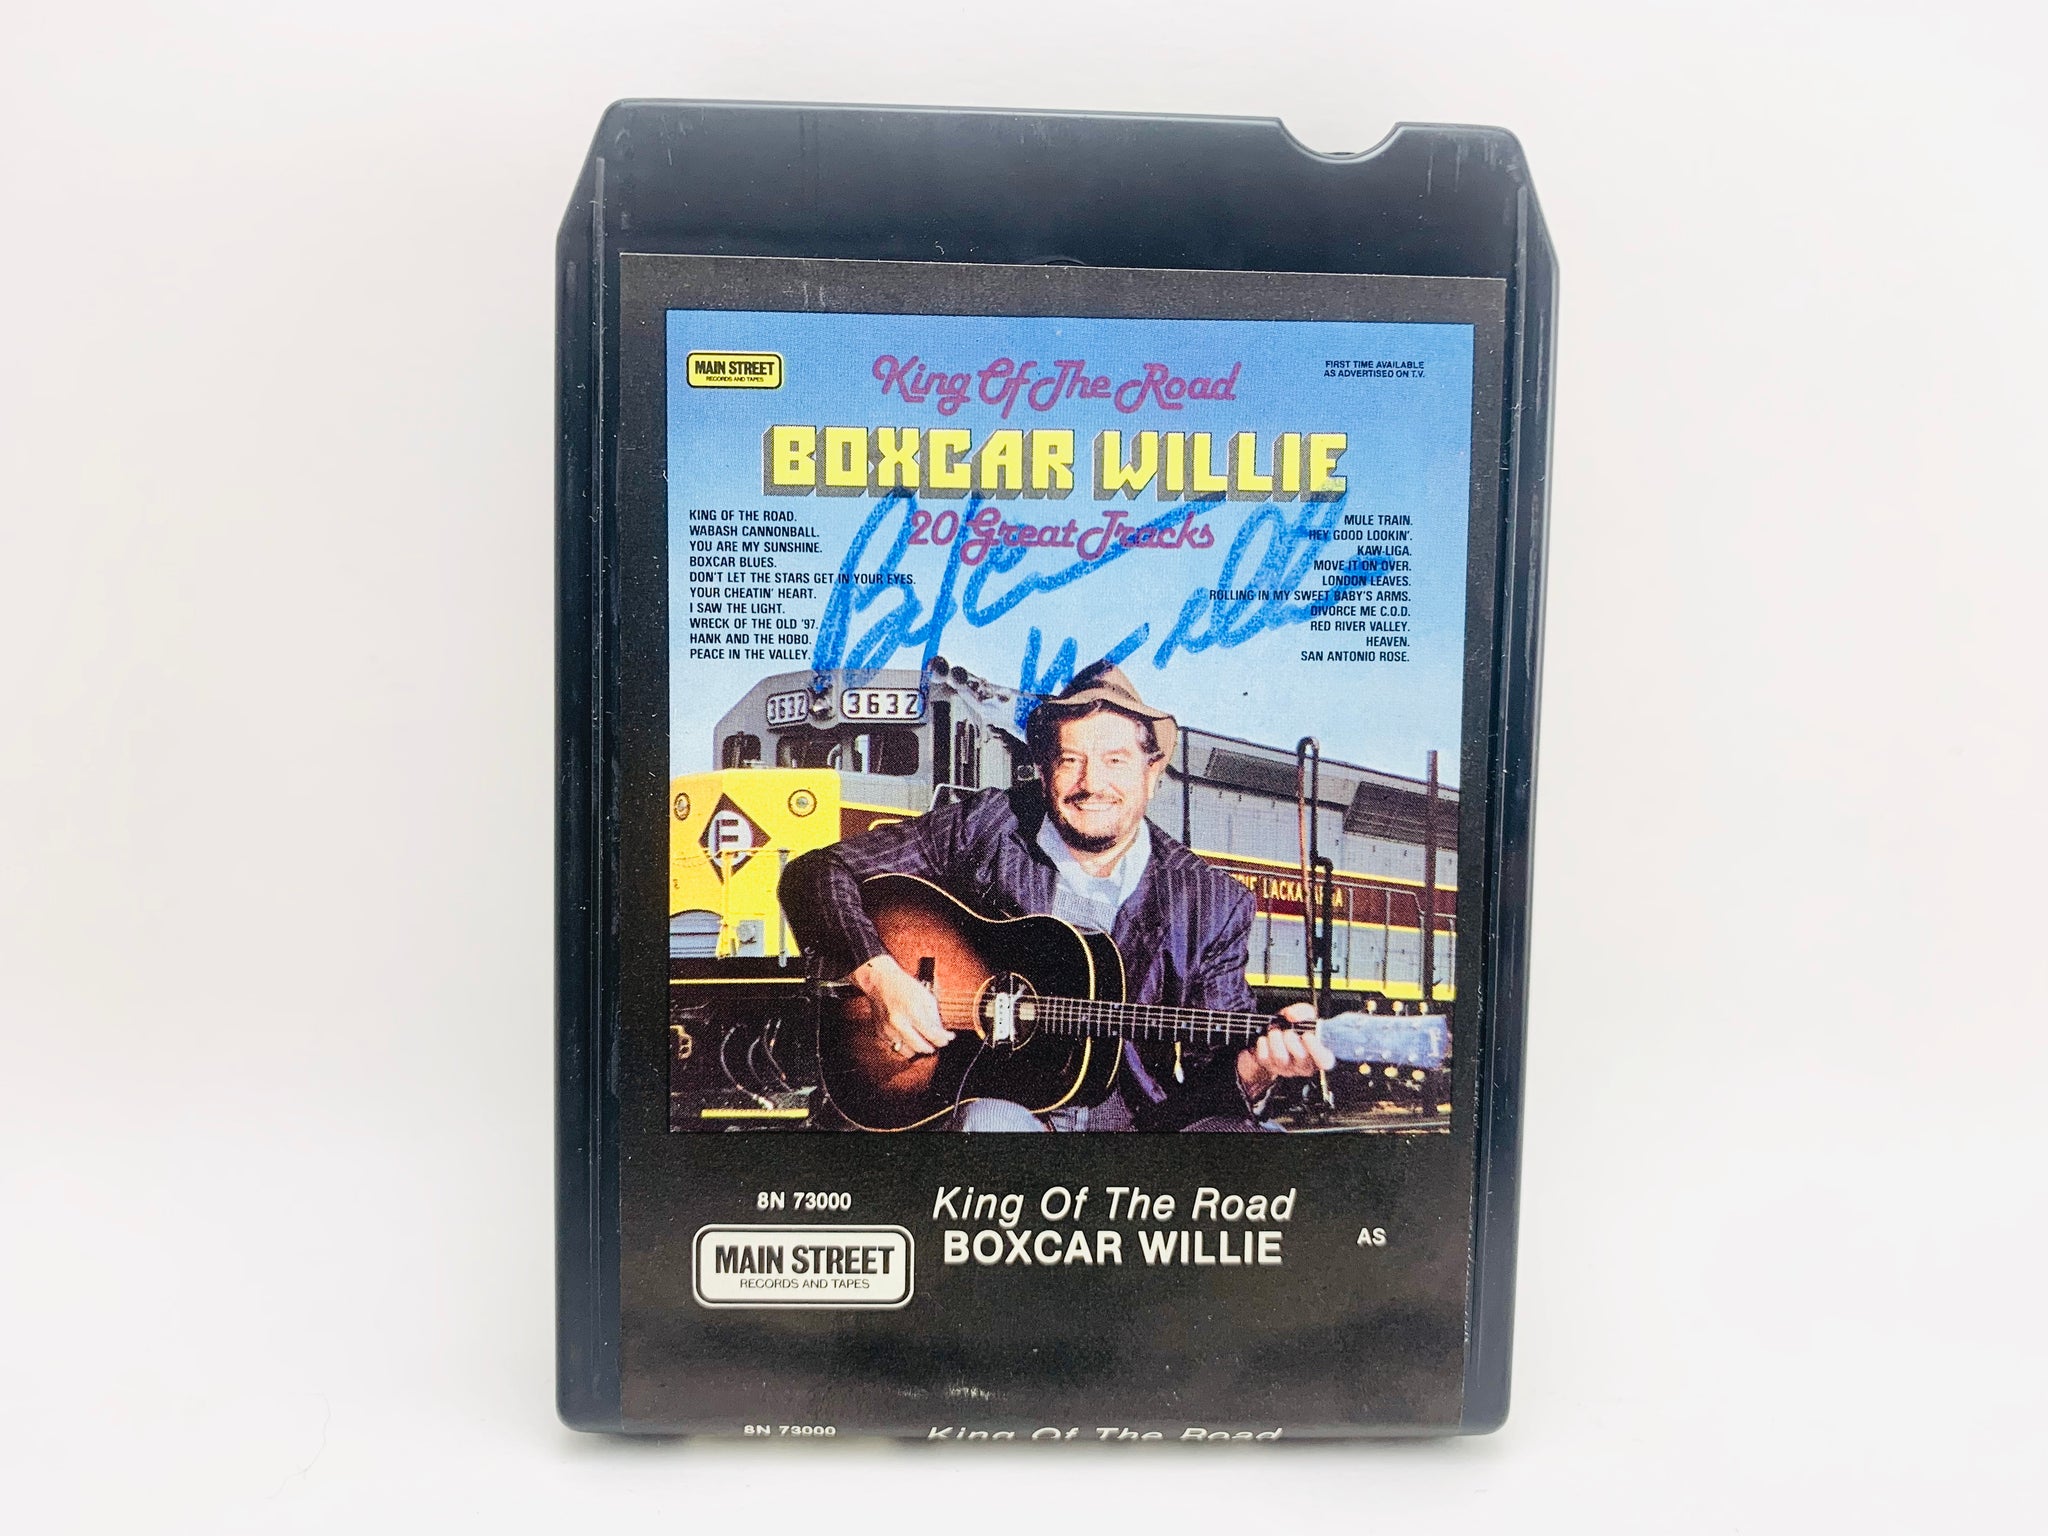 MAIN STREET
RECORDS AND TAPES
King Of The Road
FIRST TIME AVAILABLE
AS ADVERTISED ON T.V.
BOXCAR WILLIE
20 Great Tracks
KING OF THE ROAD.
WABASH CANNONBALL.
YOU ARE MY SUNSHINE.
BOXCAR BLUES.
DON'T LET THE STARS GET IN YOUR EYES.
YOUR CHEATIN' HEART.
I SAW THE LIGHT.
WRECK OF THE OLD '97.
HANK AND THE HOBO.
PEACE IN THE VALLEY.
MULE TRAIN.
HEY GOOD LOOKIN'.
KAW-LIGA.
MOVE IT ON OVER.
LONDON LEAVES.
ROLLING IN MY SWEET BABY'S ARMS.
DIVORCE ME C.O.D.
RED RIVER VALLEY.
HEAVEN.
SAN ANTONIO ROSE.
Willie
3632
3632
E
8N 73000
MAIN STREET
RECORDS AND TAPES
King Of The Road
BOXCAR WILLIE
AS
8N 73000
King Of The Road